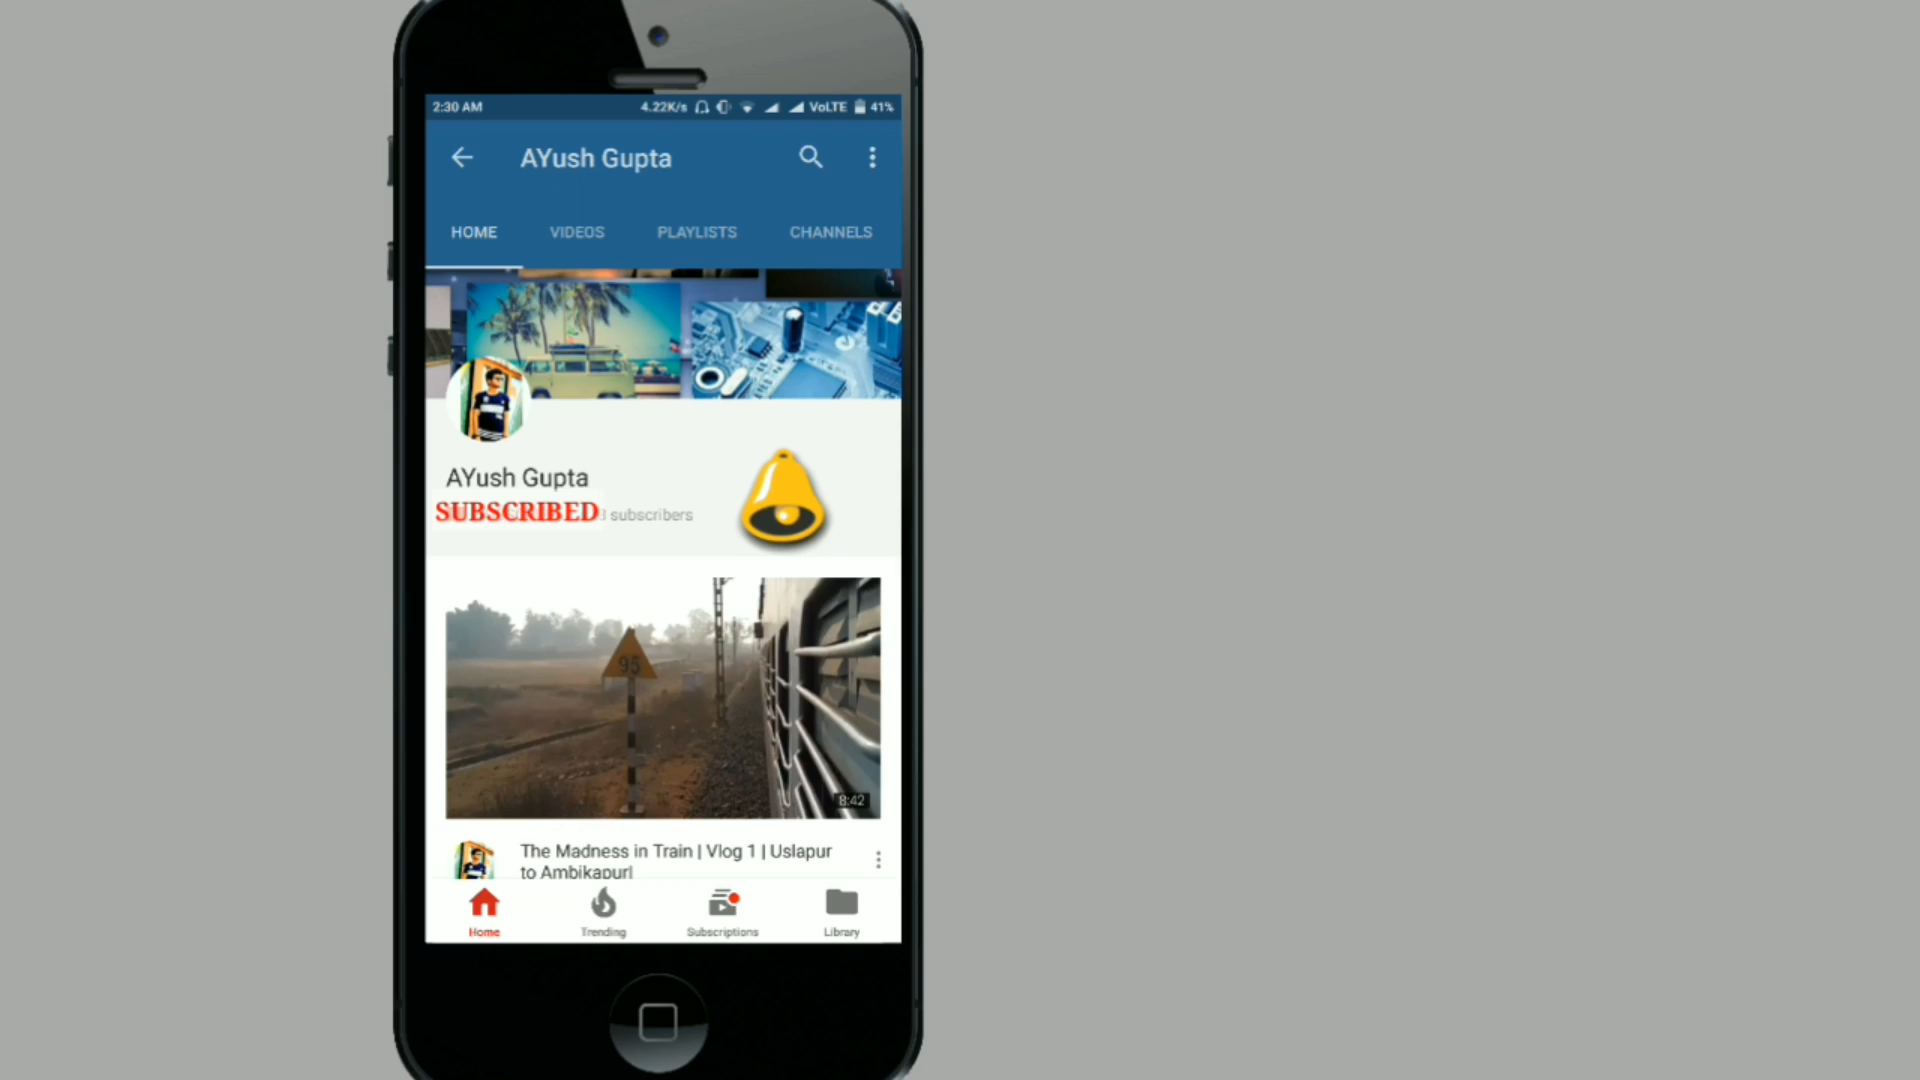 2:30 AM 4.22K/s VoLTE 41%
AYush Gupta
HOME VIDEOS PLAYLISTS CHANNELS
AYush Gupta
SUBSCRIBED subscribers
95
8:42
The Madness in Train | Vlog 1 | Uslapur
to Ambikapur|
Home Trending Subscriptions Library